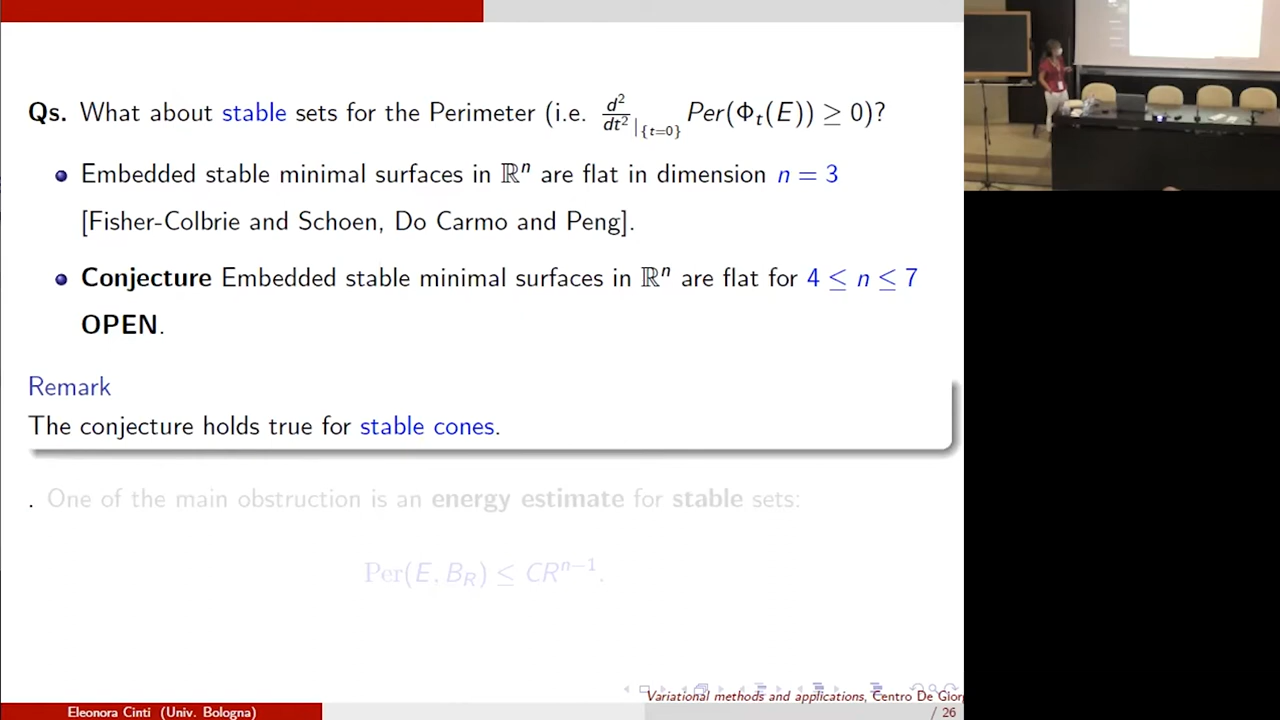 Qs. What about stable sets for the Perimeter (i.e. d²/dt² |{t=0} Per(Φt(E)) ≥ 0)?
Embedded stable minimal surfaces in ℝⁿ are flat in dimension n = 3
[Fisher-Colbrie and Schoen, Do Carmo and Peng].
Conjecture Embedded stable minimal surfaces in ℝⁿ are flat for 4 ≤ n ≤ 7
OPEN.
Remark
The conjecture holds true for stable cones.
. One of the main obstruction is an energy estimate for stable sets:
Per(E, B_R) ≤ CRⁿ⁻¹.
Variational methods and applications, Centro De Gior
Eleonora Cinti (Univ. Bologna)
/ 26